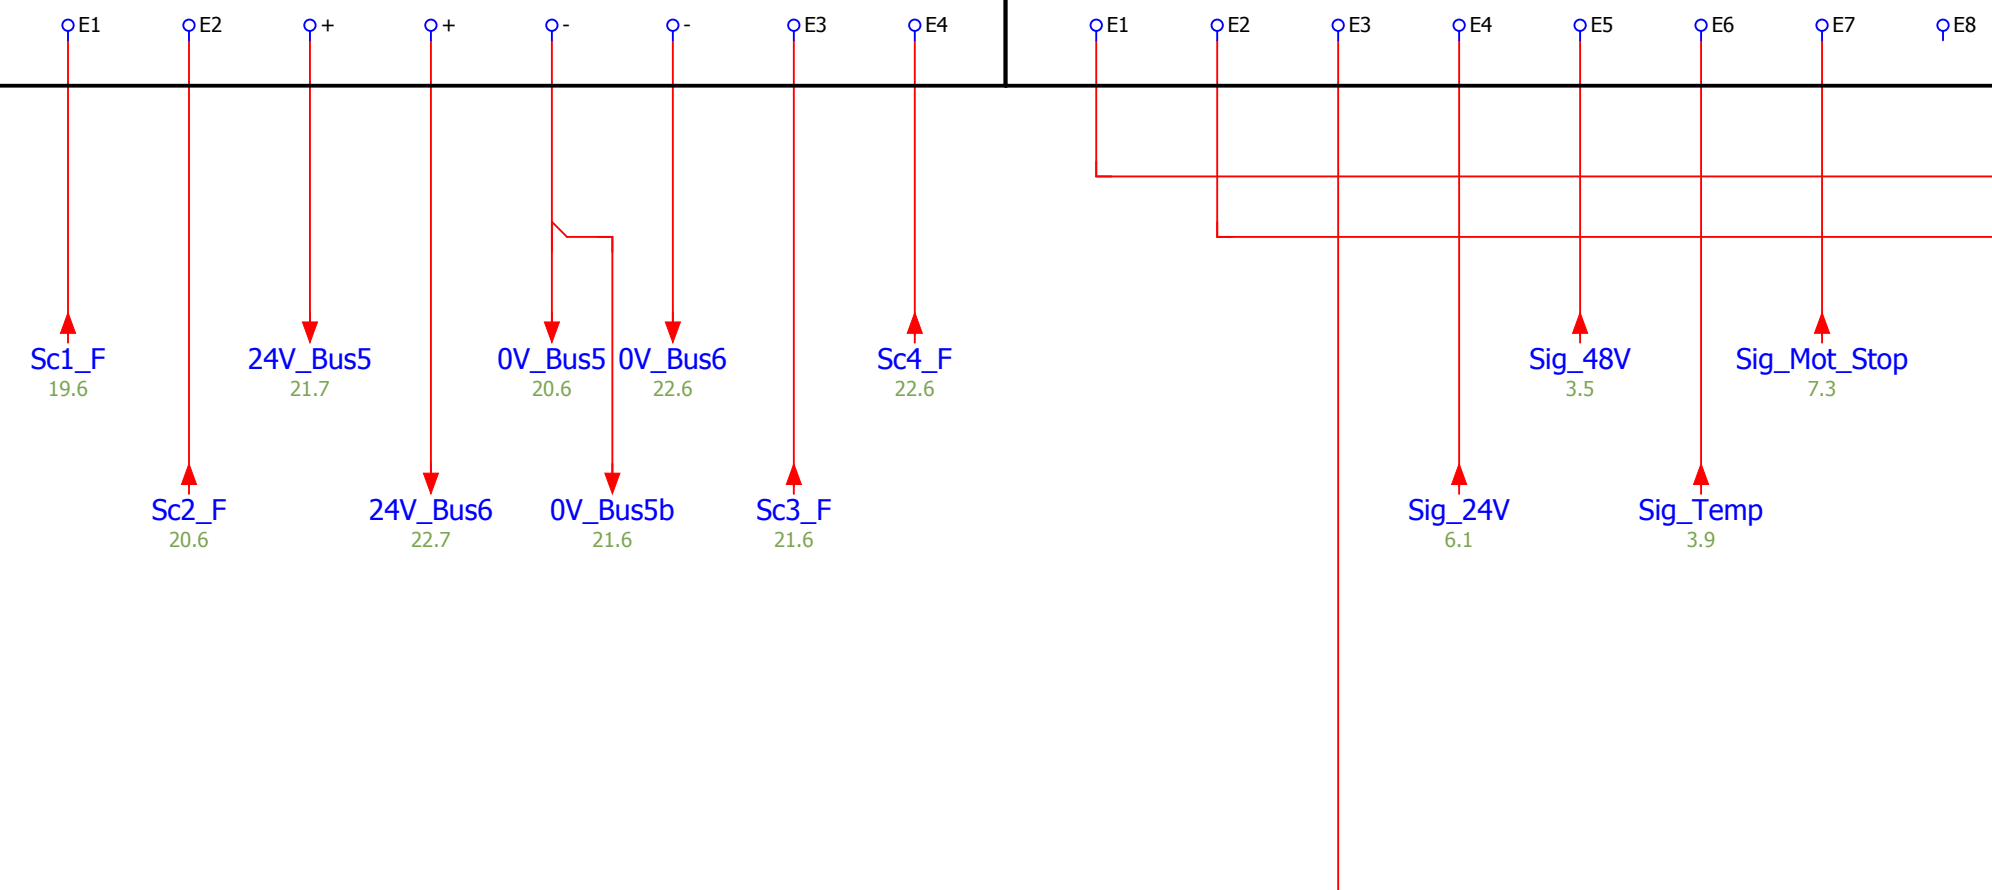 E1 E2 + + - - E3 E4 E1 E2 E3 E4 E5 E6 E7 E8
Sc1_F 24V_Bus5 0V_Bus5 0V_Bus6 Sc4_F Sig_48V Sig_Mot_Stop
19.6 21.7 20.6 22.6 22.6 3.5 7.3
Sc2_F 24V_Bus6 0V_Bus5b Sc3_F Sig_24V Sig_Temp
20.6 22.7 21.6 21.6 6.1 3.9